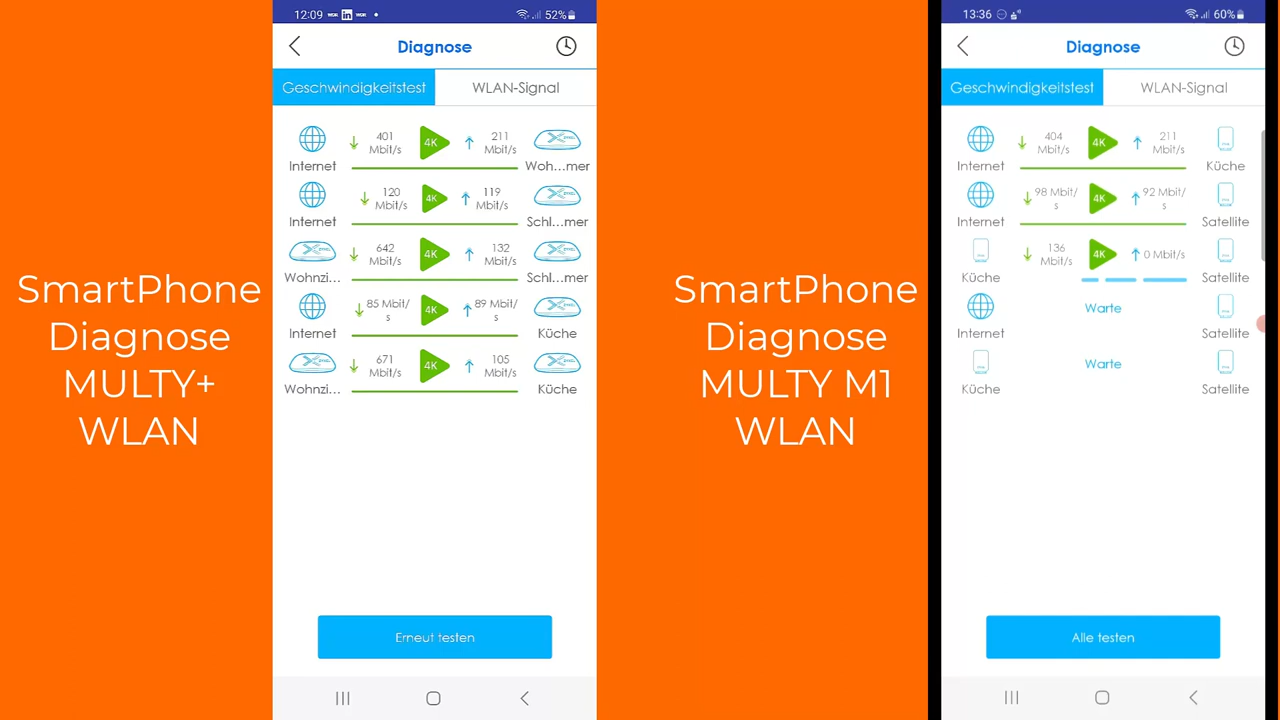 SmartPhone
Diagnose
MULTY+
WLAN
12:09
52%
Diagnose
Geschwindigkeitstest
WLAN-Signal
401 Mbit/s
4K
211 Mbit/s
Internet
Woh...mer
120 Mbit/s
4K
119 Mbit/s
Internet
Schl...mer
642 Mbit/s
4K
132 Mbit/s
Wohnzi...
Schl...mer
85 Mbit/s
4K
89 Mbit/s
Internet
Küche
671 Mbit/s
4K
105 Mbit/s
Wohnzi...
Küche
Erneut testen
SmartPhone
Diagnose
MULTY M1
WLAN
13:36
60%
Diagnose
Geschwindigkeitstest
WLAN-Signal
404 Mbit/s
4K
211 Mbit/s
Internet
Küche
98 Mbit/s
4K
92 Mbit/s
Internet
Satellite
136 Mbit/s
4K
0 Mbit/s
Küche
Satellite
Warte
Internet
Satellite
Warte
Küche
Satellite
Alle testen